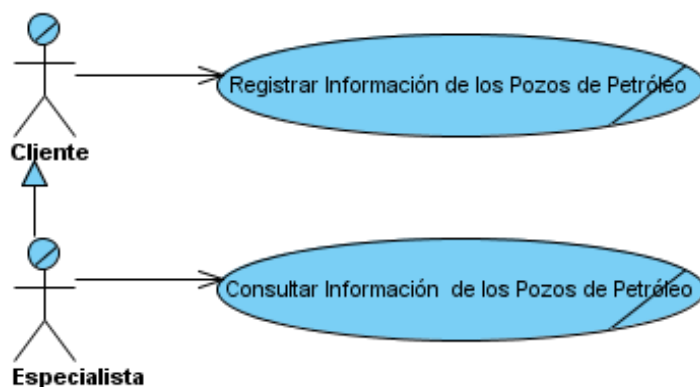 Registrar Información de los Pozos de Petróleo
Cliente
Consultar Información de los Pozos de Petróleo
Especialista